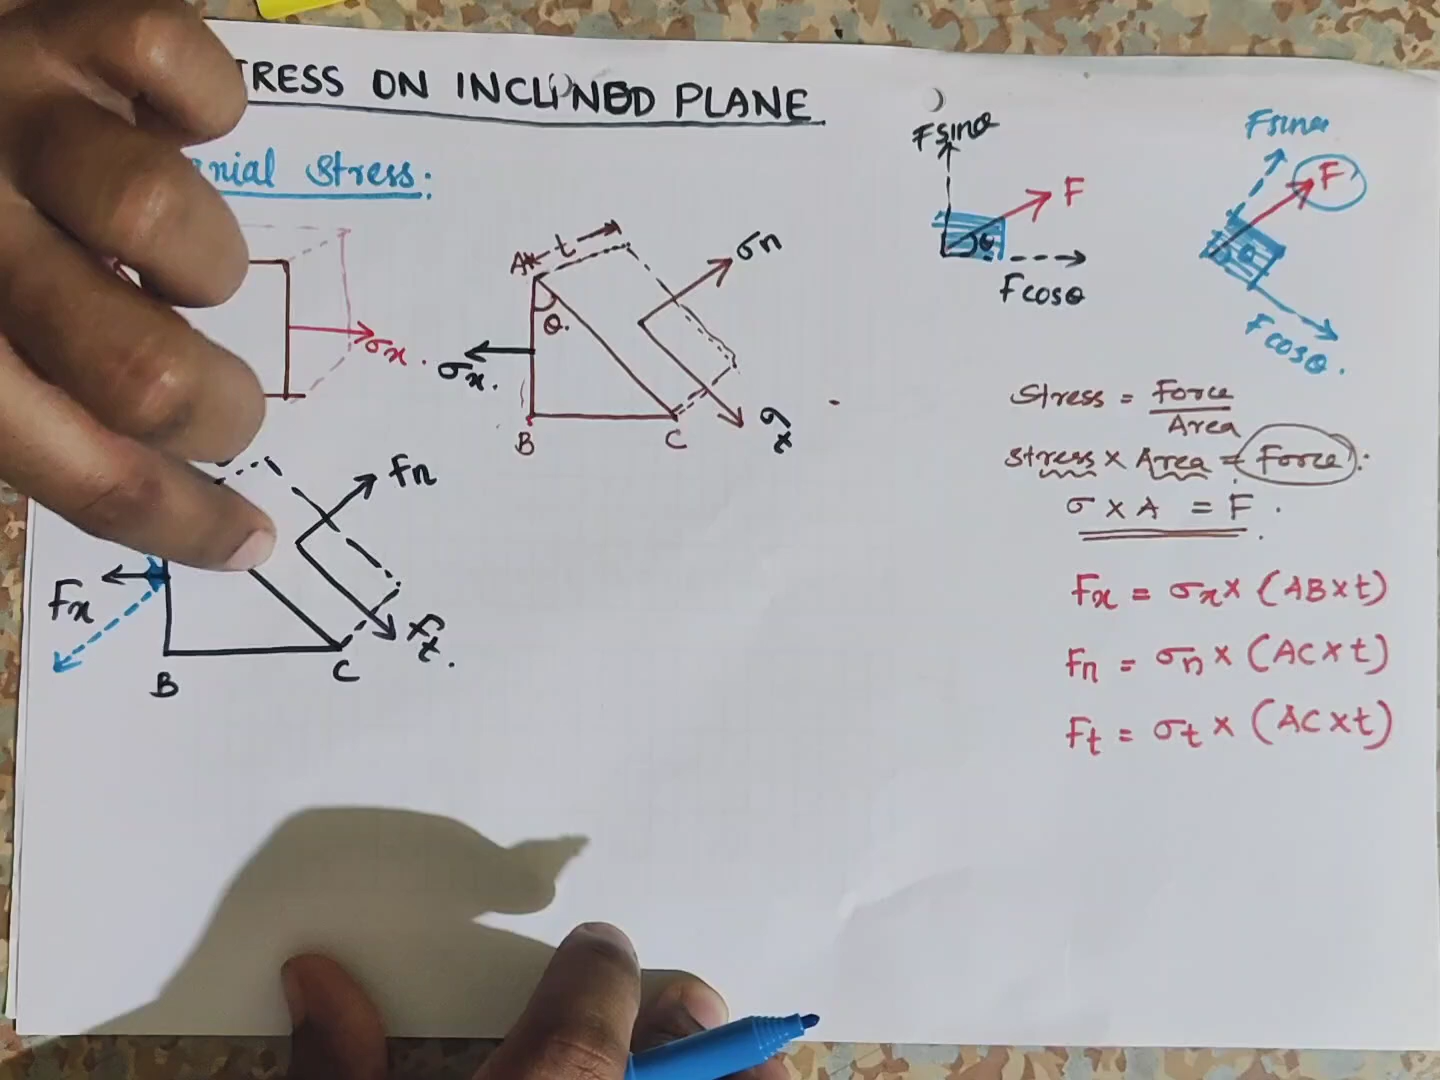 TRESS ON INCLINED PLANE
nial Stress:
σx.
A t
θ.
σn
σx.
B
C
σt
Fn
Fx
Ft.
B
C
Fsinθ
F
θ
Fcosθ
Fsinθ
F
θ
Fcosθ.
Stress = Force
Area
Stress × Area = Force.
σ × A = F.
Fx = σx × (AB×t)
Fn = σn × (AC×t)
Ft = σt × (AC×t)